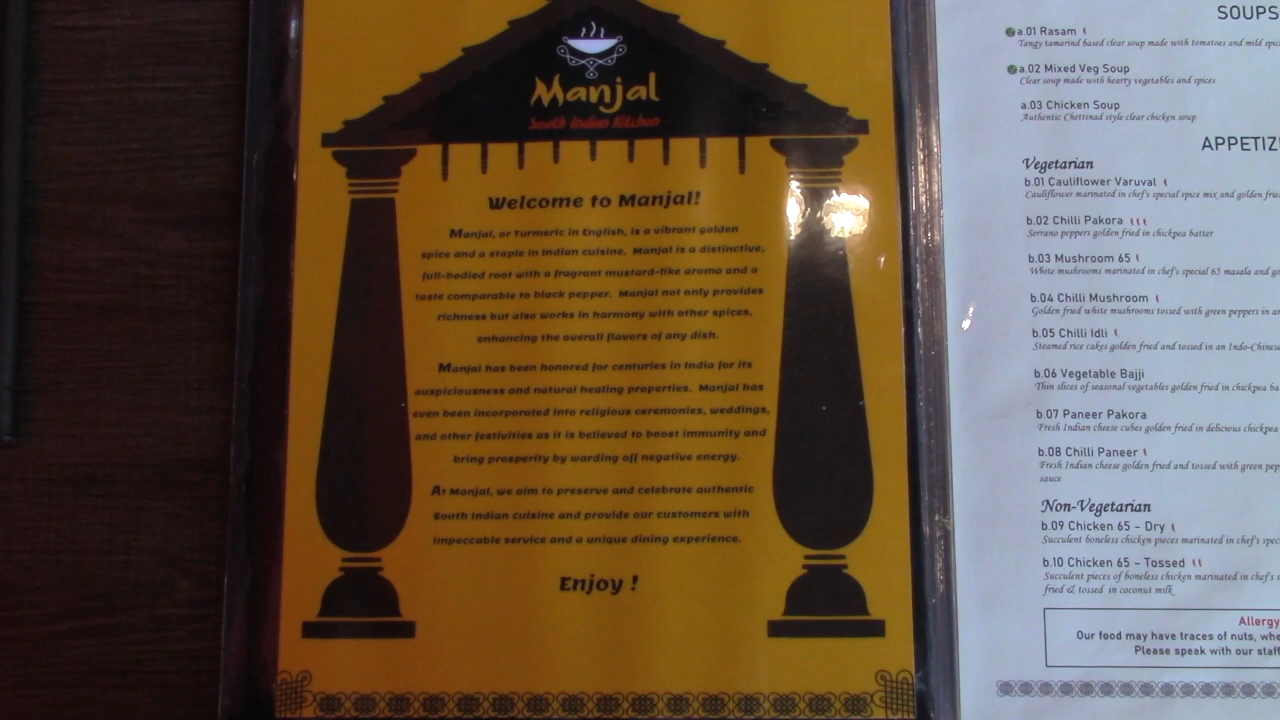 Manjal
South Indian Kitchen
Welcome to Manjal!
Manjal, or Turmeric in English, is a vibrant golden
spice and a staple in Indian cuisine. Manjal is a distinctive,
full-bodied root with a fragrant mustard-like aroma and a
taste comparable to black pepper. Manjal not only provides
richness but also works in harmony with other spices,
enhancing the overall flavors of any dish.
Manjal has been honored for centuries in India for its
auspiciousness and natural healing properties. Manjal has
even been incorporated into religious ceremonies, weddings,
and other festivities as it is believed to boost immunity and
bring prosperity by warding off negative energy.
At Manjal, we aim to preserve and celebrate authentic
South Indian cuisine and provide our customers with
impeccable service and a unique dining experience.
Enjoy !
SOUPS
a.01 Rasam
Tangy tamarind based clear soup made with tomatoes and mild spic
a.02 Mixed Veg Soup
Clear soup made with hearty vegetables and spices
a.03 Chicken Soup
Authentic Chettinad style clear chicken soup
APPETIZ
Vegetarian
b.01 Cauliflower Varuval
Cauliflower marinated in chef's special spice mix and golden frie
b.02 Chilli Pakora
Serrano peppers golden fried in chickpea batter
b.03 Mushroom 65
White mushrooms marinated in chef's special 65 masala and go
b.04 Chilli Mushroom
Golden fried white mushrooms tossed with green peppers in an
b.05 Chilli Idli
Steamed rice cakes golden fried and tossed in an Indo-Chinese
b.06 Vegetable Bajji
Thin slices of seasonal vegetables golden fried in chickpea ba
b.07 Paneer Pakora
Fresh Indian cheese cubes golden fried in delicious chickpea
b.08 Chilli Paneer
Fresh Indian cheese golden fried and tossed with green pep
sauce
Non-Vegetarian
b.09 Chicken 65 - Dry
Succulent boneless chicken pieces marinated in chef's spec
b.10 Chicken 65 - Tossed
Succulent pieces of boneless chicken marinated in chef's s
fried & tossed in coconut milk
Allergy
Our food may have traces of nuts, whe
Please speak with our staff